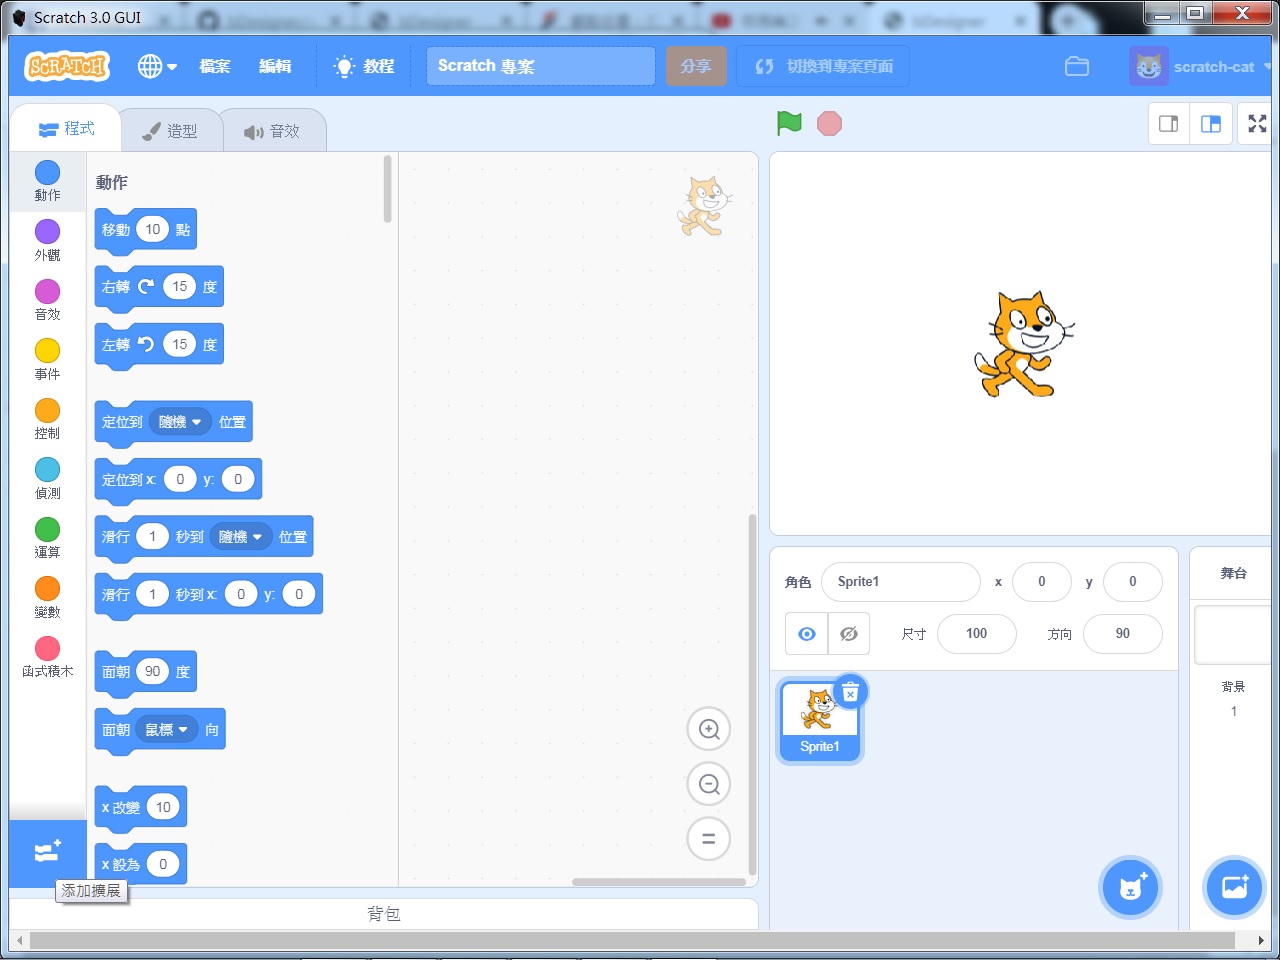 Scratch 3.0 GUI
SCRATCH 檔案 編輯 教程 Scratch 專案 分享 切換到專案頁面 scratch-cat
程式 造型 音效
動作
外觀
音效
事件
控制
偵測
運算
變數
函式積木
添加擴展
動作
移動 10 點
右轉 15 度
左轉 15 度
定位到 隨機 位置
定位到 x: 0 y: 0
滑行 1 秒到 隨機 位置
滑行 1 秒到 x: 0 y: 0
面朝 90 度
面朝 鼠標 向
x 改變 10
x 設為 0
背包
角色 Sprite1 x 0 y 0
尺寸 100 方向 90
Sprite1
舞台
背景
1